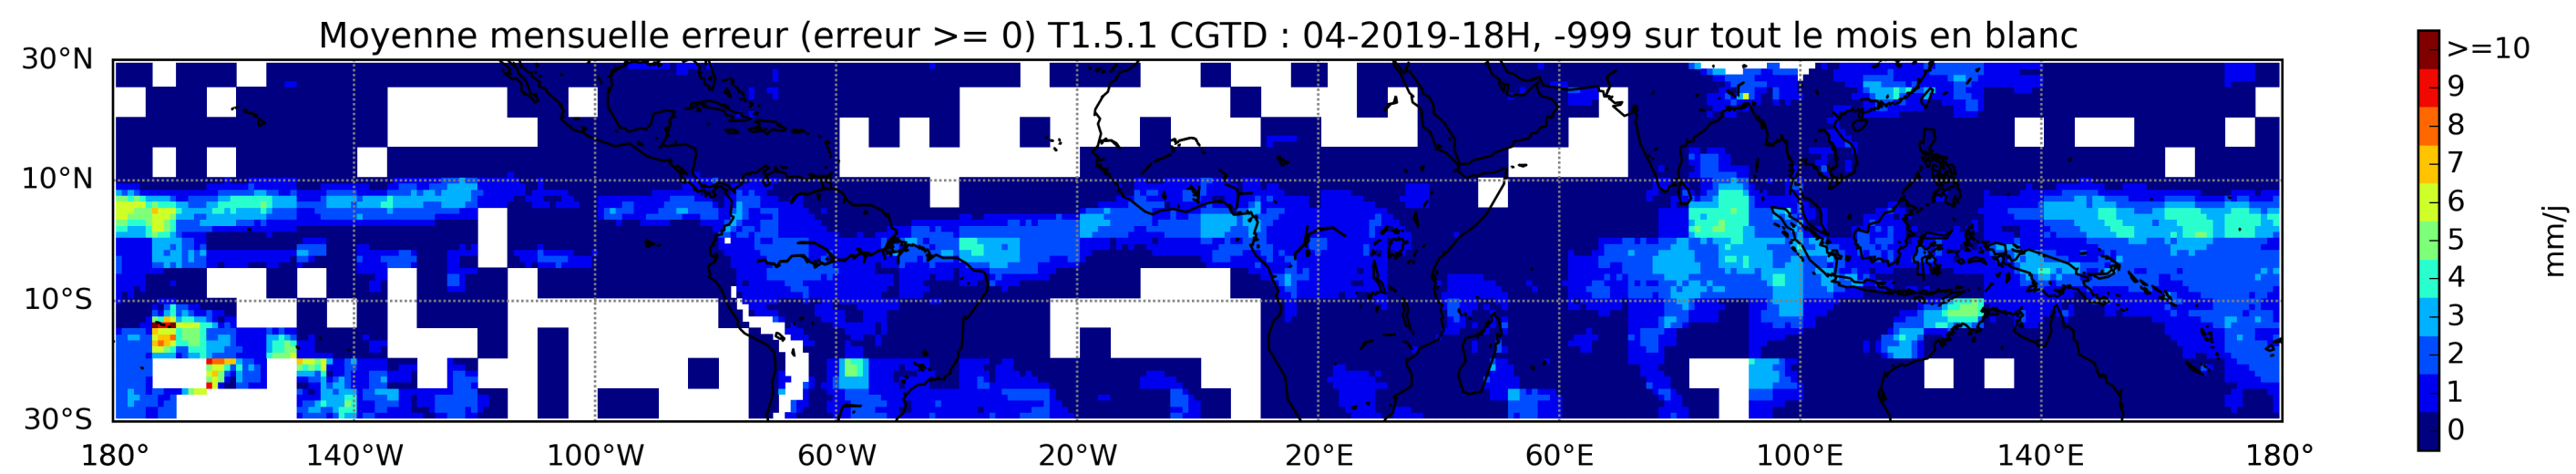 Moyenne mensuelle erreur (erreur >= 0) T1.5.1 CGTD : 04-2019-18H, -999 sur tout le mois en blanc
30°N
10°N
10°S
30°S
180° 140°W 100°W 60°W 20°W 20°E 60°E 100°E 140°E 180°
>=10
9
8
7
6
5
4
3
2
1
0
mm/j